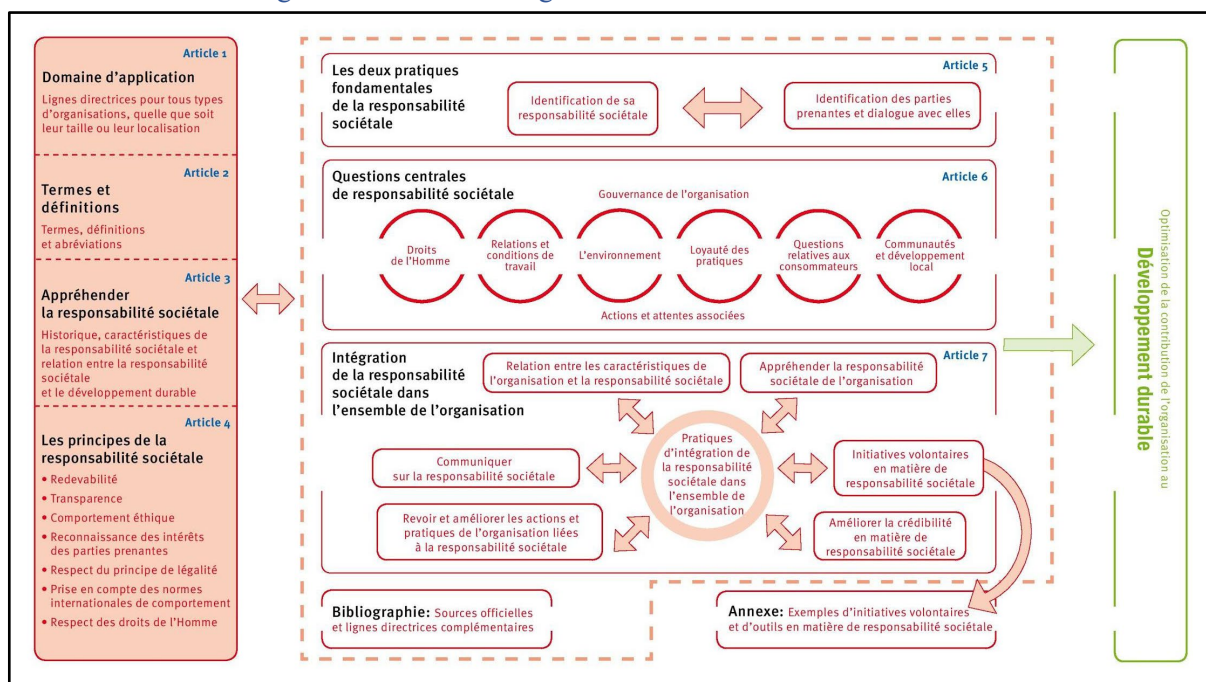 Article 1
Domaine d'application
Lignes directrices pour tous types
d'organisations, quelle que soit
leur taille ou leur localisation
Article 2
Termes et
définitions
Termes, définitions
et abréviations
Article 3
Appréhender
la responsabilité sociétale
Historique, caractéristiques de
la responsabilité sociétale et
relation entre la responsabilité
sociétale
et le développement durable
Article 4
Les principes de la
responsabilité sociétale
• Redevabilité
• Transparence
• Comportement éthique
• Reconnaissance des intérêts
des parties prenantes
• Respect du principe de légalité
• Prise en compte des normes
internationales de comportement
• Respect des droits de l'Homme
Article 5
Les deux pratiques
fondamentales
de la responsabilité
sociétale
Identification de sa
responsabilité sociétale
Identification des parties
prenantes et dialogue avec elles
Article 6
Questions centrales
de responsabilité sociétale
Gouvernance de l'organisation
Droits
de l'Homme
Relations et
conditions de
travail
L'environnement
Loyauté des
pratiques
Questions
relatives aux
consommateurs
Communautés
et développement
local
Actions et attentes associées
Article 7
Intégration
de la responsabilité
sociétale dans
l'ensemble de l'organisation
Relation entre les caractéristiques de
l'organisation et la responsabilité sociétale
Appréhender la responsabilité
sociétale de l'organisation
Pratiques
d'intégration de
la responsabilité
sociétale dans
l'ensemble de
l'organisation
Communiquer
sur la responsabilité sociétale
Initiatives volontaires
en matière de
responsabilité sociétale
Revoir et améliorer les actions et
pratiques de l'organisation liées
à la responsabilité sociétale
Améliorer la crédibilité
en matière de
responsabilité sociétale
Bibliographie: Sources officielles
et lignes directrices complémentaires
Annexe: Exemples d'initiatives volontaires
et d'outils en matière de responsabilité sociétale
Optimisation de la contribution de l'organisation au
Développement durable